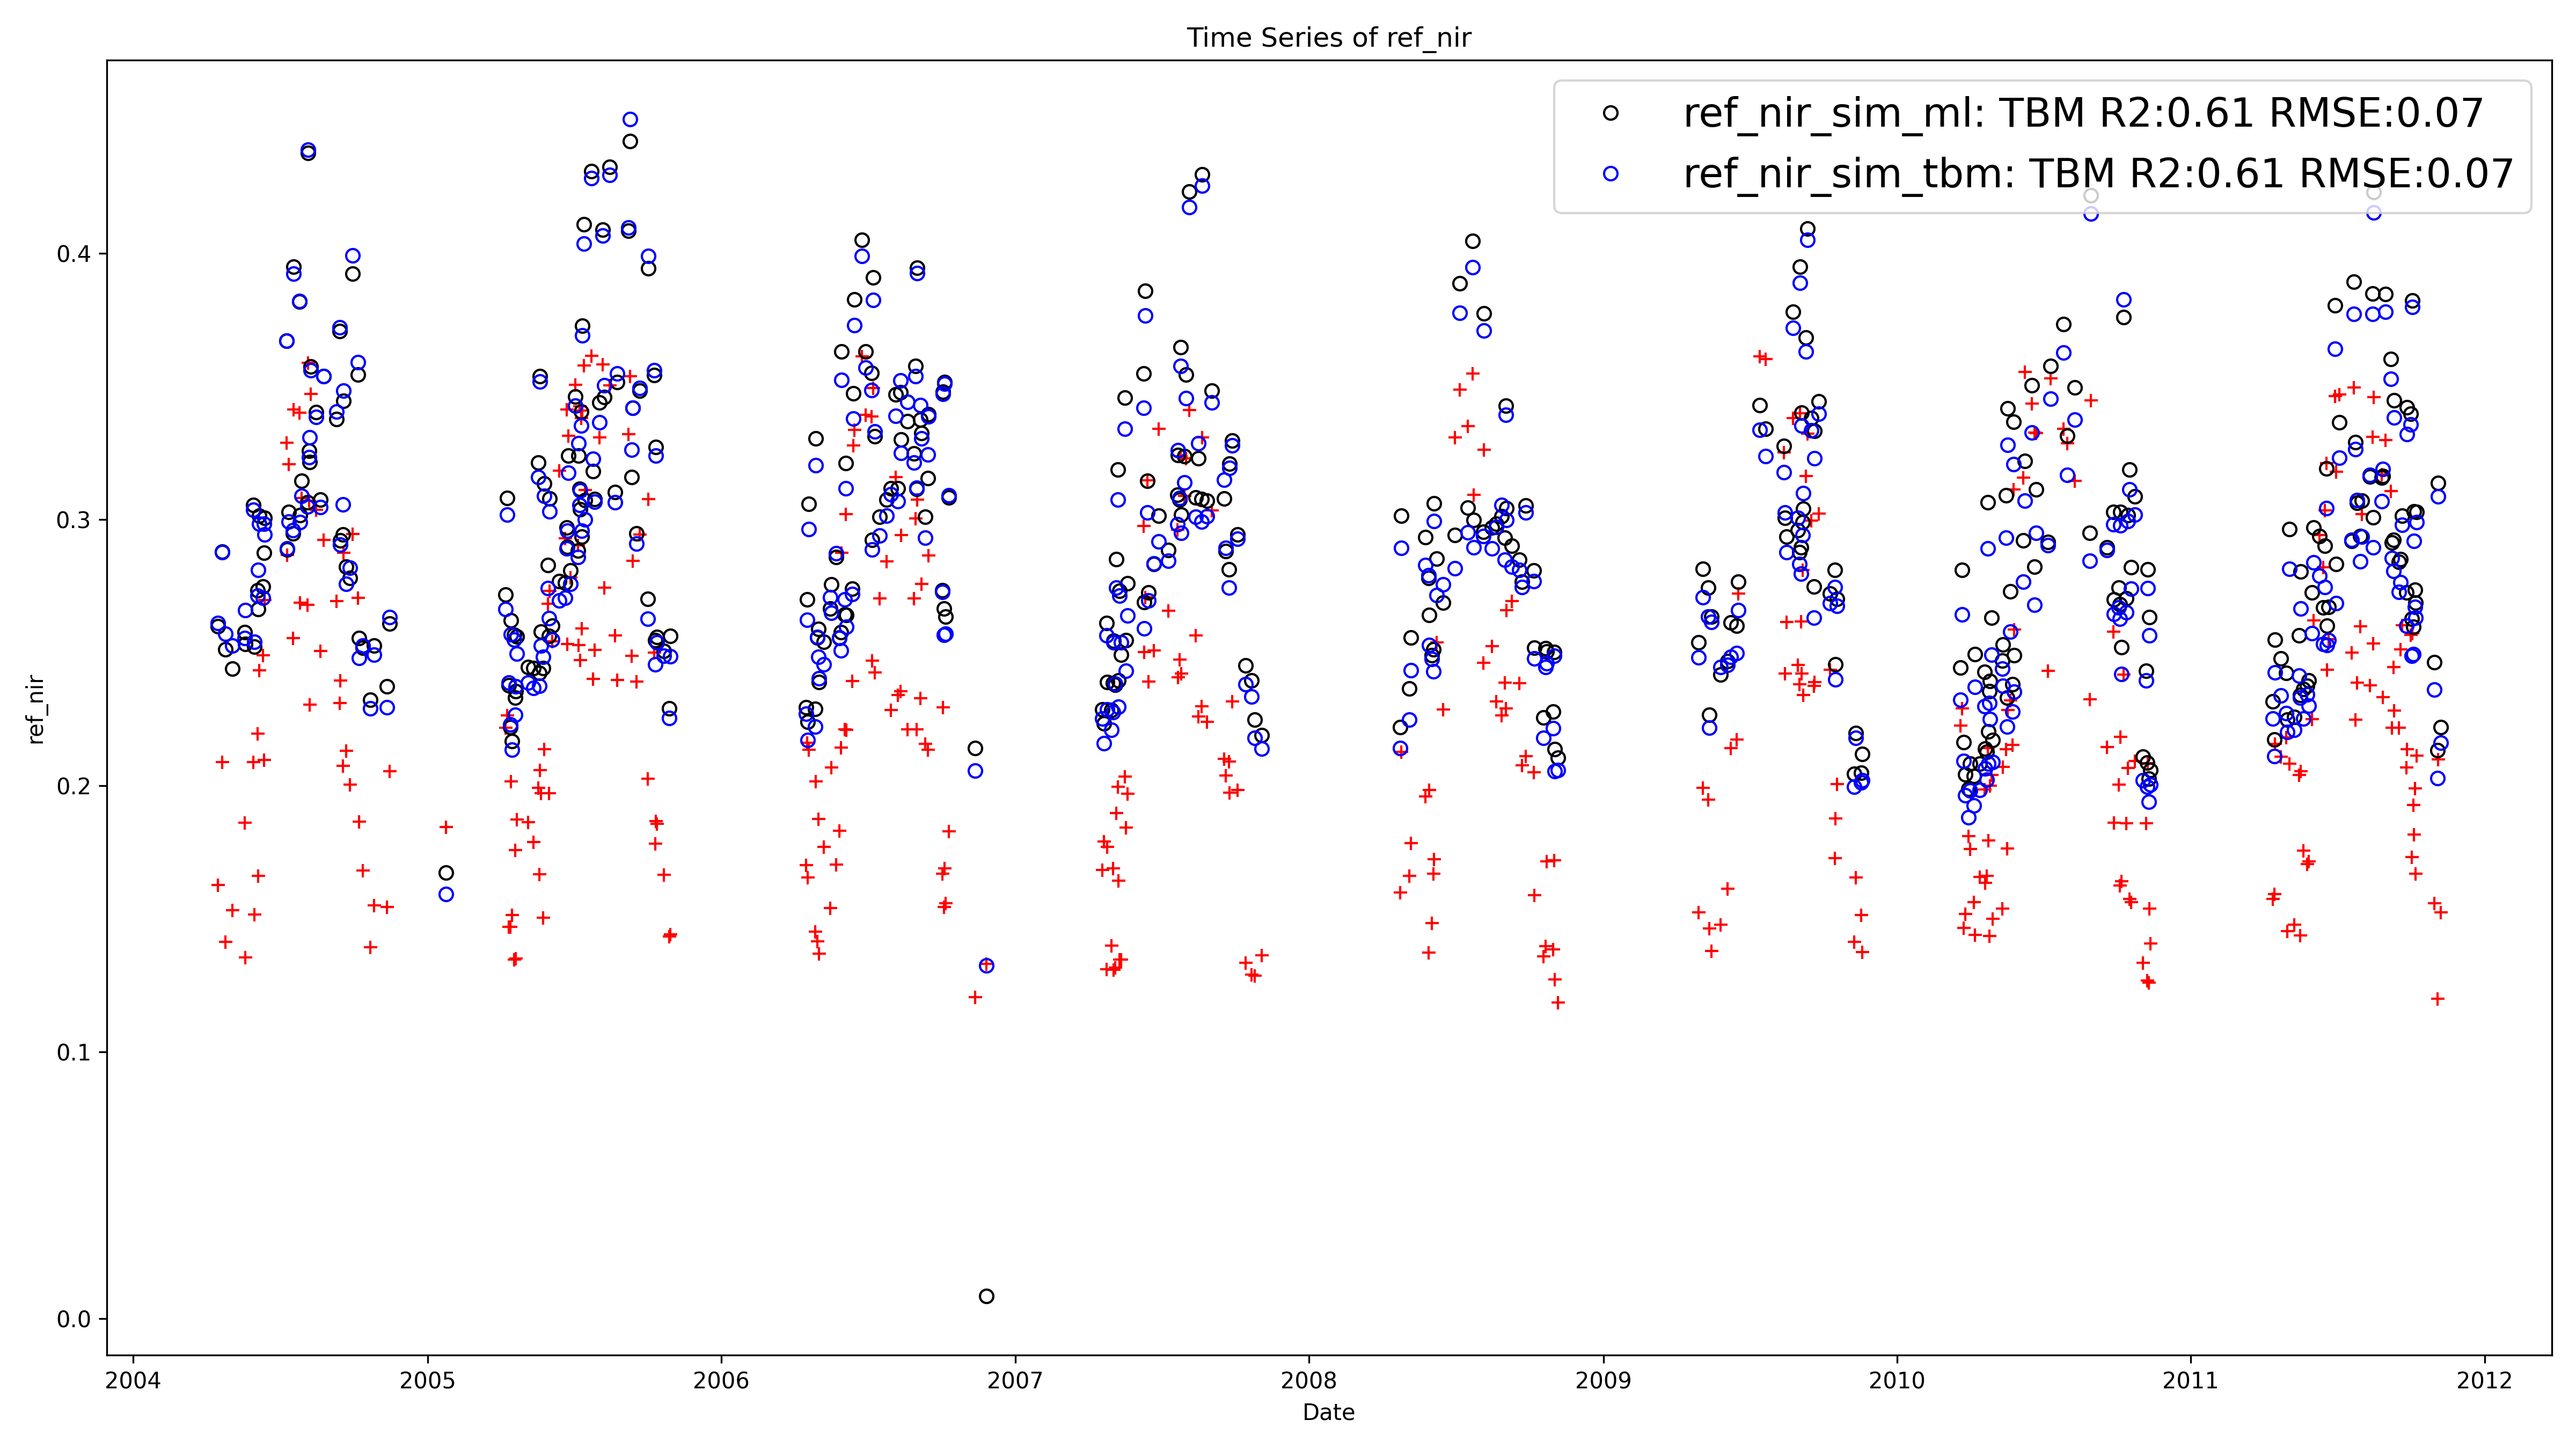 Time Series of ref_nir
ref_nir_sim_ml: TBM R2:0.61 RMSE:0.07
ref_nir_sim_tbm: TBM R2:0.61 RMSE:0.07
ref_nir
0.4
0.3
0.2
0.1
0.0
2004 2005 2006 2007 2008 2009 2010 2011 2012
Date